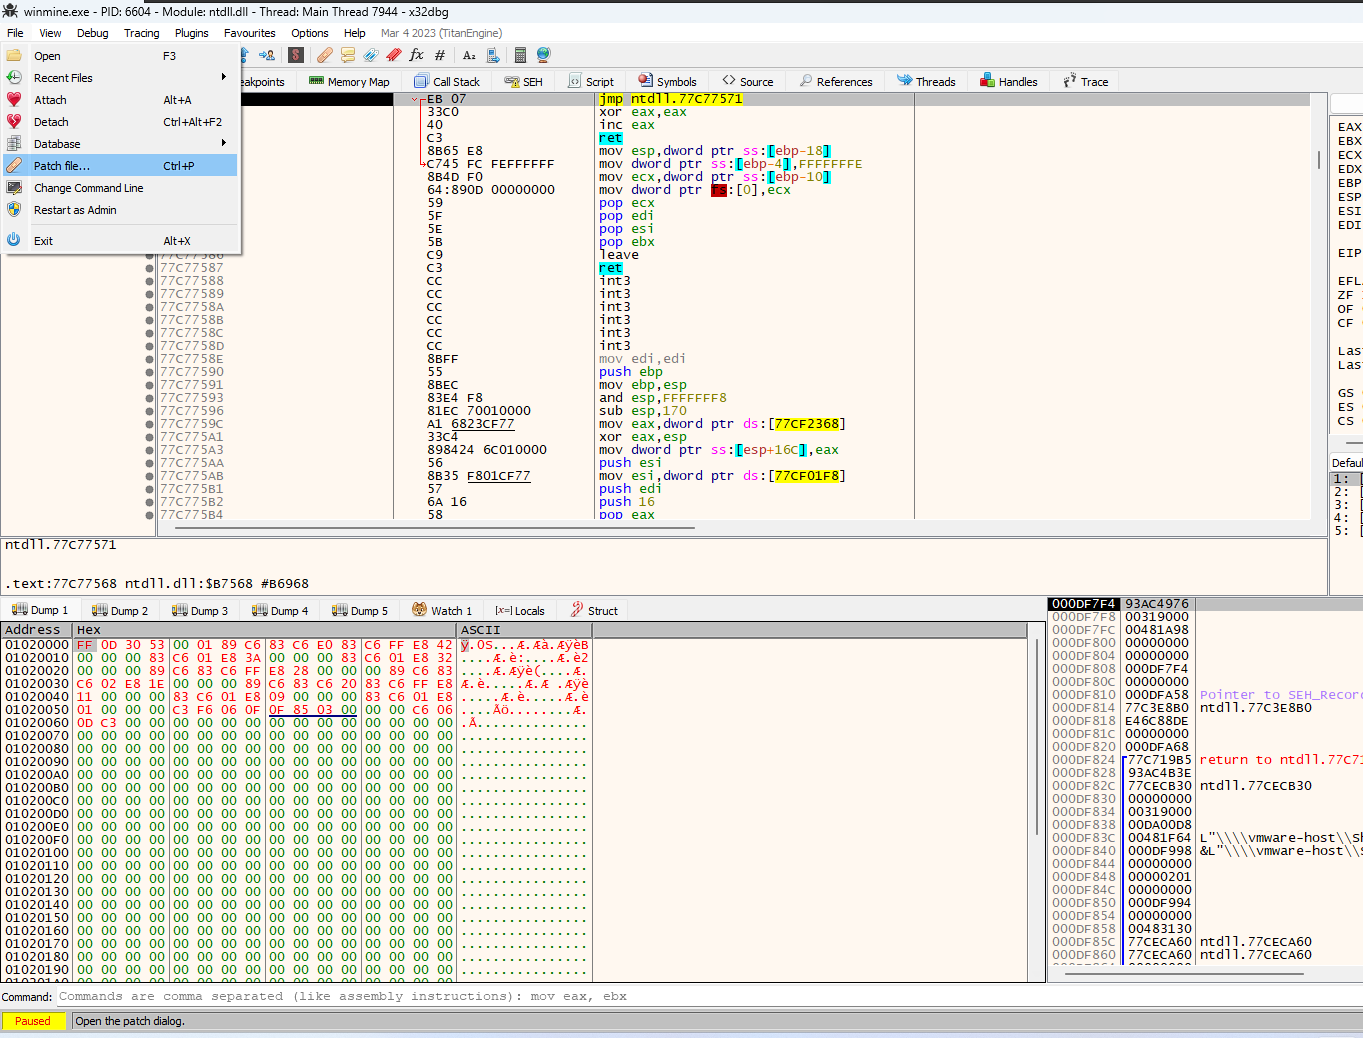 winmine.exe - PID: 6604 - Module: ntdll.dll - Thread: Main Thread 7944 - x32dbg
File View Debug Tracing Plugins Favourites Options Help Mar 4 2023 (TitanEngine)
Open F3
Recent Files
Attach Alt+A
Detach Ctrl+Alt+F2
Database
Patch file... Ctrl+P
Change Command Line
Restart as Admin
Exit Alt+X
$ fx # A2
eakpoints Memory Map Call Stack SEH Script Symbols Source References Threads Handles Trace
EB 07 jmp ntdll.77C77571
33C0 xor eax,eax
40 inc eax
C3 ret
8B65 E8 mov esp,dword ptr ss:[ebp-18]
C745 FC FEFFFFFF mov dword ptr ss:[ebp-4],FFFFFFFE
8B4D F0 mov ecx,dword ptr ss:[ebp-10]
64:890D 00000000 mov dword ptr fs:[0],ecx
59 pop ecx
5F pop edi
5E pop esi
5B pop ebx
77C77586 C9 leave
77C77587 C3 ret
77C77588 CC int3
77C77589 CC int3
77C7758A CC int3
77C7758B CC int3
77C7758C CC int3
77C7758D CC int3
77C7758E 8BFF mov edi,edi
77C77590 55 push ebp
77C77591 8BEC mov ebp,esp
77C77593 83E4 F8 and esp,FFFFFFF8
77C77596 81EC 70010000 sub esp,170
77C7759C A1 6823CF77 mov eax,dword ptr ds:[77CF2368]
77C775A1 33C4 xor eax,esp
77C775A3 898424 6C010000 mov dword ptr ss:[esp+16C],eax
77C775AA 56 push esi
77C775AB 8B35 F801CF77 mov esi,dword ptr ds:[77CF01F8]
77C775B1 57 push edi
77C775B2 6A 16 push 16
77C775B4 58 pop eax
EAX
EBX
ECX
EDX
EBP
ESP
ESI
EDI
EIP
EFL
ZF
OF
CF
Las
Las
GS
ES
CS
Defau
1: [
2: [
3: [
4: [
5: [
ntdll.77C77571
.text:77C77568 ntdll.dll:$B7568 #B6968
Dump 1 Dump 2 Dump 3 Dump 4 Dump 5 Watch 1 [x=] Locals Struct
Address Hex ASCII
01020000 FF 0D 30 53 00 01 89 C6 83 C6 E0 83 C6 FF E8 42 ÿ.0S...Æ.Æà.ÆÿèB
01020010 00 00 00 83 C6 01 E8 3A 00 00 00 83 C6 01 E8 32 ....Æ.è:....Æ.è2
01020020 00 00 00 89 C6 83 C6 FF E8 28 00 00 00 89 C6 83 ....Æ.Æÿè(....Æ.
01020030 C6 02 E8 1E 00 00 00 89 C6 83 C6 20 83 C6 FF E8 Æ.è.....Æ.Æ .Æÿè
01020040 11 00 00 00 83 C6 01 E8 09 00 00 00 83 C6 01 E8 .....Æ.è.....Æ.è
01020050 01 00 00 00 C3 F6 06 0F 0F 85 03 00 00 00 C6 06 ....Ãö........Æ.
01020060 0D C3 00 00 00 00 00 00 00 00 00 00 00 00 00 00 .Ã..............
01020070 00 00 00 00 00 00 00 00 00 00 00 00 00 00 00 00 ................
01020080 00 00 00 00 00 00 00 00 00 00 00 00 00 00 00 00 ................
01020090 00 00 00 00 00 00 00 00 00 00 00 00 00 00 00 00 ................
010200A0 00 00 00 00 00 00 00 00 00 00 00 00 00 00 00 00 ................
010200B0 00 00 00 00 00 00 00 00 00 00 00 00 00 00 00 00 ................
010200C0 00 00 00 00 00 00 00 00 00 00 00 00 00 00 00 00 ................
010200D0 00 00 00 00 00 00 00 00 00 00 00 00 00 00 00 00 ................
010200E0 00 00 00 00 00 00 00 00 00 00 00 00 00 00 00 00 ................
010200F0 00 00 00 00 00 00 00 00 00 00 00 00 00 00 00 00 ................
01020100 00 00 00 00 00 00 00 00 00 00 00 00 00 00 00 00 ................
01020110 00 00 00 00 00 00 00 00 00 00 00 00 00 00 00 00 ................
01020120 00 00 00 00 00 00 00 00 00 00 00 00 00 00 00 00 ................
01020130 00 00 00 00 00 00 00 00 00 00 00 00 00 00 00 00 ................
01020140 00 00 00 00 00 00 00 00 00 00 00 00 00 00 00 00 ................
01020150 00 00 00 00 00 00 00 00 00 00 00 00 00 00 00 00 ................
01020160 00 00 00 00 00 00 00 00 00 00 00 00 00 00 00 00 ................
01020170 00 00 00 00 00 00 00 00 00 00 00 00 00 00 00 00 ................
01020180 00 00 00 00 00 00 00 00 00 00 00 00 00 00 00 00 ................
01020190 00 00 00 00 00 00 00 00 00 00 00 00 00 00 00 00 ................
000DF7F4 93AC4976
000DF7F8 00319000
000DF7FC 00481A98
000DF800 00000000
000DF804 00000000
000DF808 000DF7F4
000DF80C 00000000
000DF810 000DFA58 Pointer to SEH_Recor
000DF814 77C3E8B0 ntdll.77C3E8B0
000DF818 E46C88DE
000DF81C 00000000
000DF820 000DFA68
000DF824 77C719B5 return to ntdll.77C71
000DF828 93AC4B3E
000DF82C 77CECB30 ntdll.77CECB30
000DF830 00000000
000DF834 00319000
000DF838 00DA00D8
000DF83C 00481F64 L"\\\\vmware-host\\Sh
000DF840 000DF998 &L"\\\\vmware-host\\S
000DF844 00000000
000DF848 00000201
000DF84C 00000000
000DF850 000DF994
000DF854 00000000
000DF858 00483130
000DF85C 77CECA60 ntdll.77CECA60
000DF860 77CECA60 ntdll.77CECA60
Command: Commands are comma separated (like assembly instructions): mov eax, ebx
Paused Open the patch dialog.